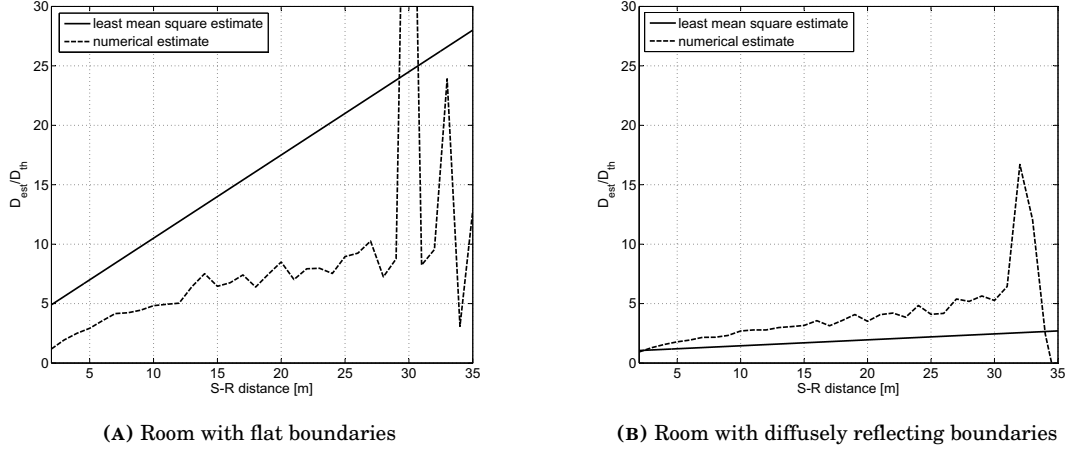 least mean square estimate
numerical estimate
D_est/D_th
30
25
20
15
10
5
0
5 10 15 20 25 30 35
S-R distance [m]
(A) Room with flat boundaries
least mean square estimate
numerical estimate
D_est/D_th
30
25
20
15
10
5
0
5 10 15 20 25 30 35
S-R distance [m]
(B) Room with diffusely reflecting boundaries